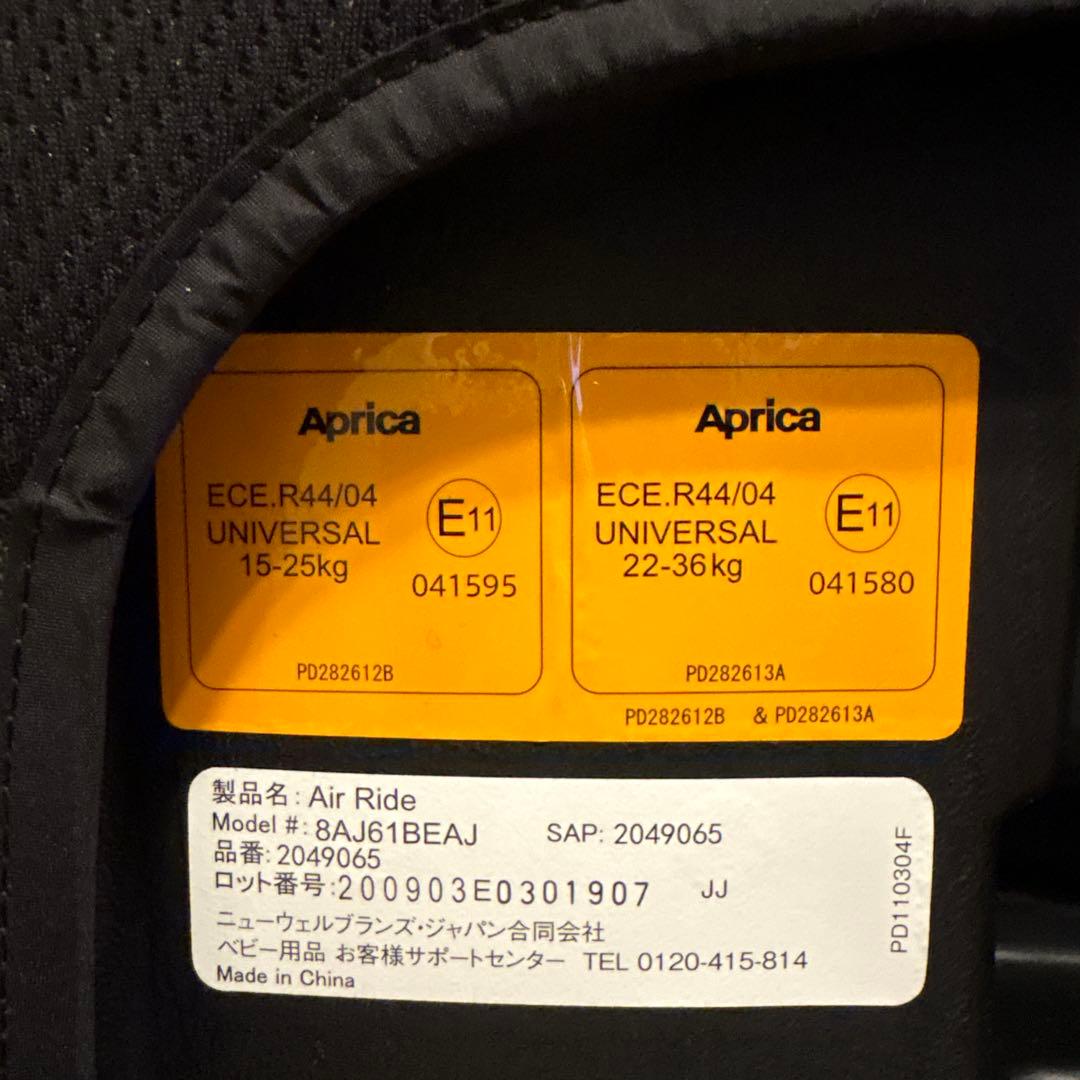 Aprica
ECE.R44/04
UNIVERSAL
15-25kg
E11
041595
PD282612B
Aprica
ECE.R44/04
UNIVERSAL
22-36kg
E11
041580
PD282613A
PD282612B & PD282613A
製品名: Air Ride
Model #: 8AJ61BEAJ SAP: 2049065
品番: 2049065
ロット番号:200903E0301907 JJ
ニューウェルブランズ・ジャパン合同会社
ベビー用品 お客様サポートセンター TEL 0120-415-814
Made in China
PD110304F